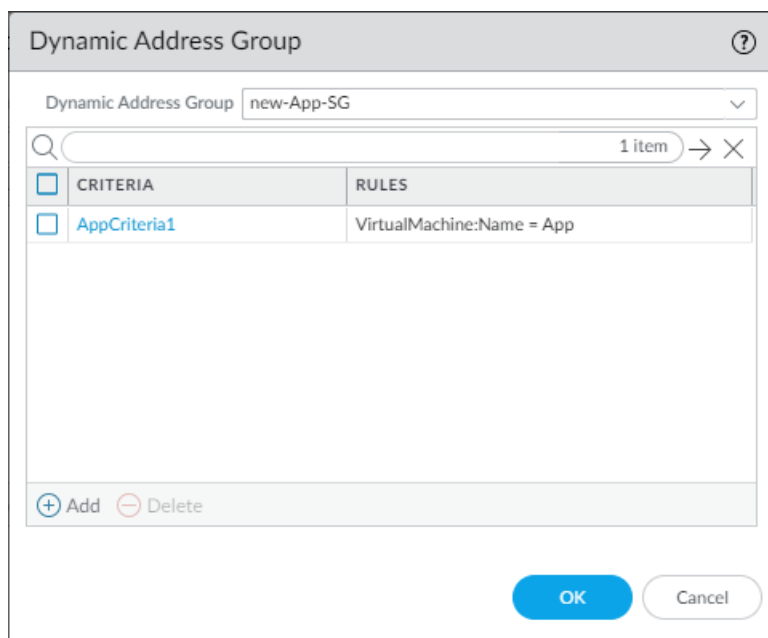 Dynamic Address Group
Dynamic Address Group new-App-SG
1 item
CRITERIA RULES
AppCriteria1 VirtualMachine:Name = App
Add Delete
OK Cancel